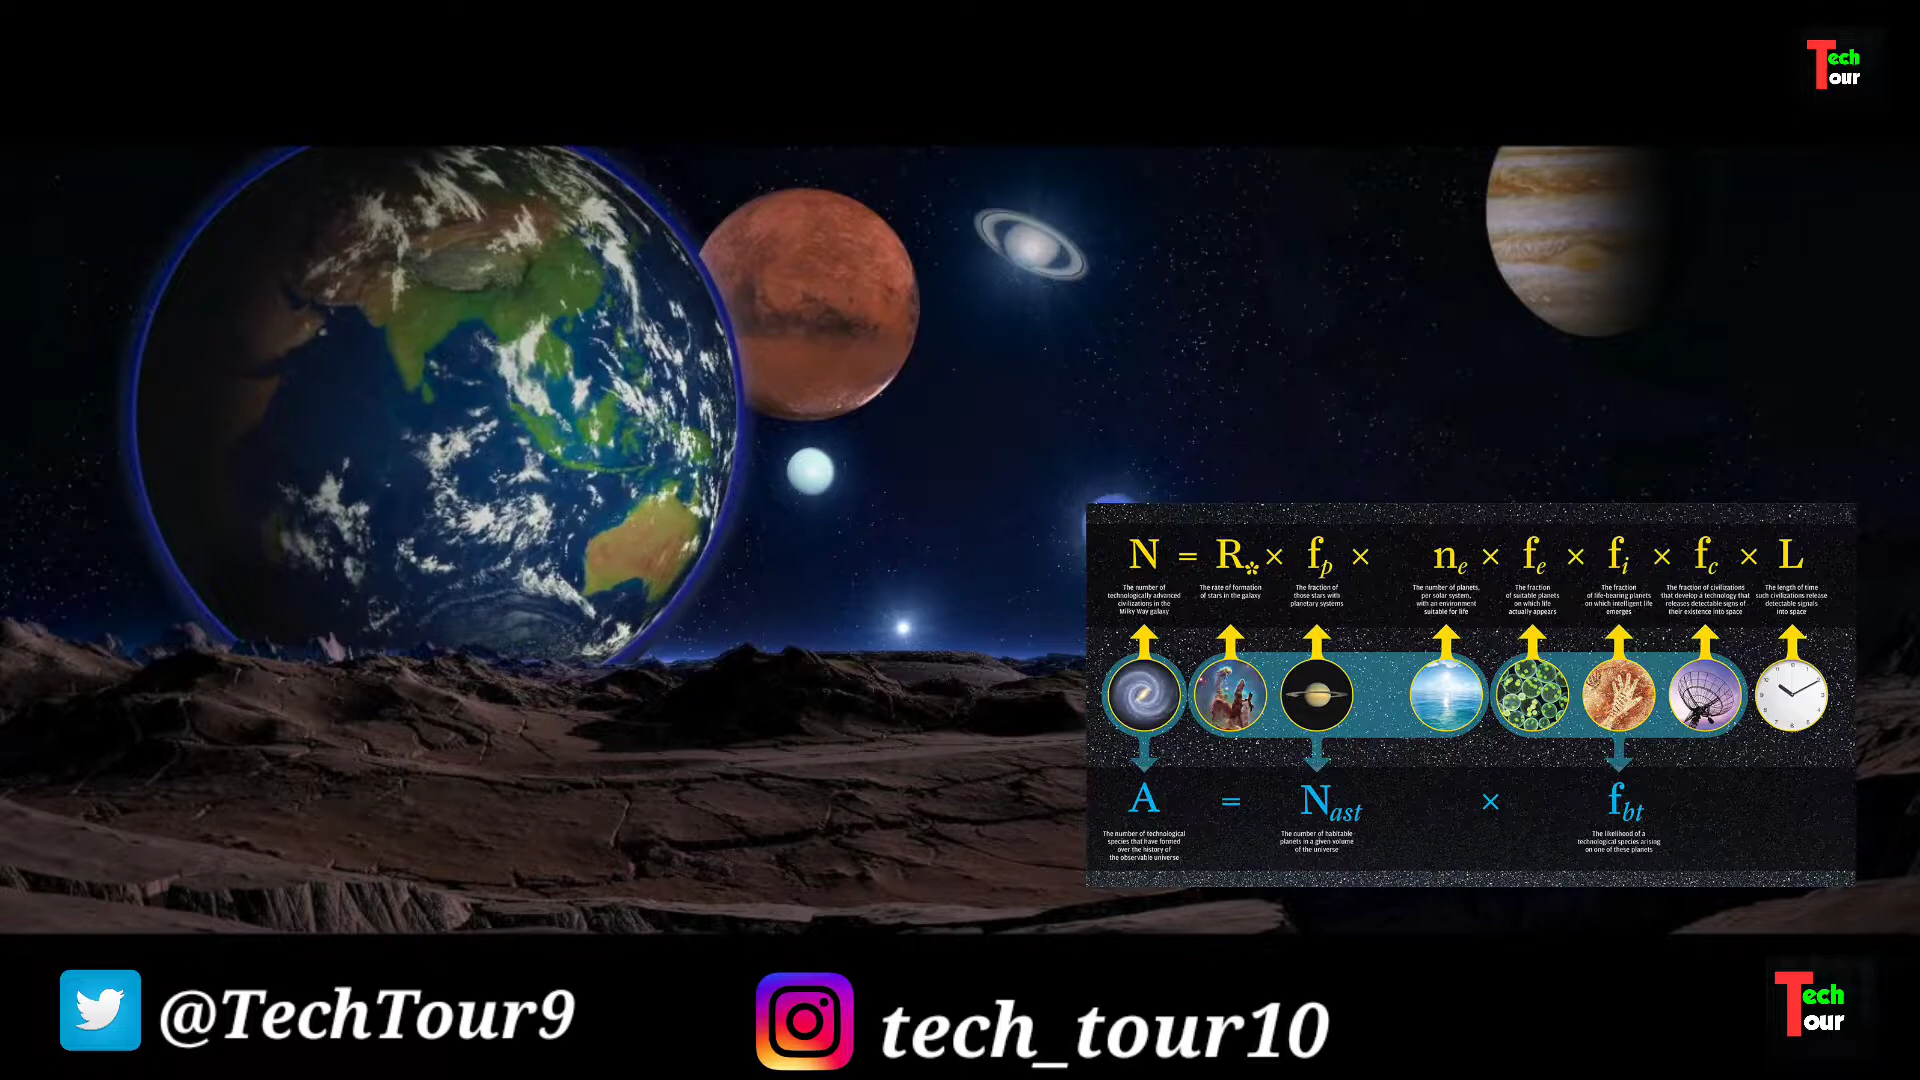 Tech
Tour
N = R* × fp × ne × fe × fi × fc × L
The number of
technologically advanced
civilizations in the
Milky Way galaxy
The rate of formation
of stars in the galaxy
The fraction of
those stars with
planetary systems
The number of planets,
per solar system,
with an environment
suitable for life
The fraction
of suitable planets
on which life
actually appears
The fraction
of life-bearing planets
on which intelligent life
emerges
The fraction of civilizations
that develop a technology that
releases detectable signs of
their existence into space
The length of time
such civilizations release
detectable signals
into space
A = Nast × fbt
The number of technological
species that have formed
over the history of
the observable universe
The number of habitable
planets in a given volume
of the universe
The likelihood of a
technological species arising
on one of these planets
@TechTour9
tech_tour10
Tech
Tour